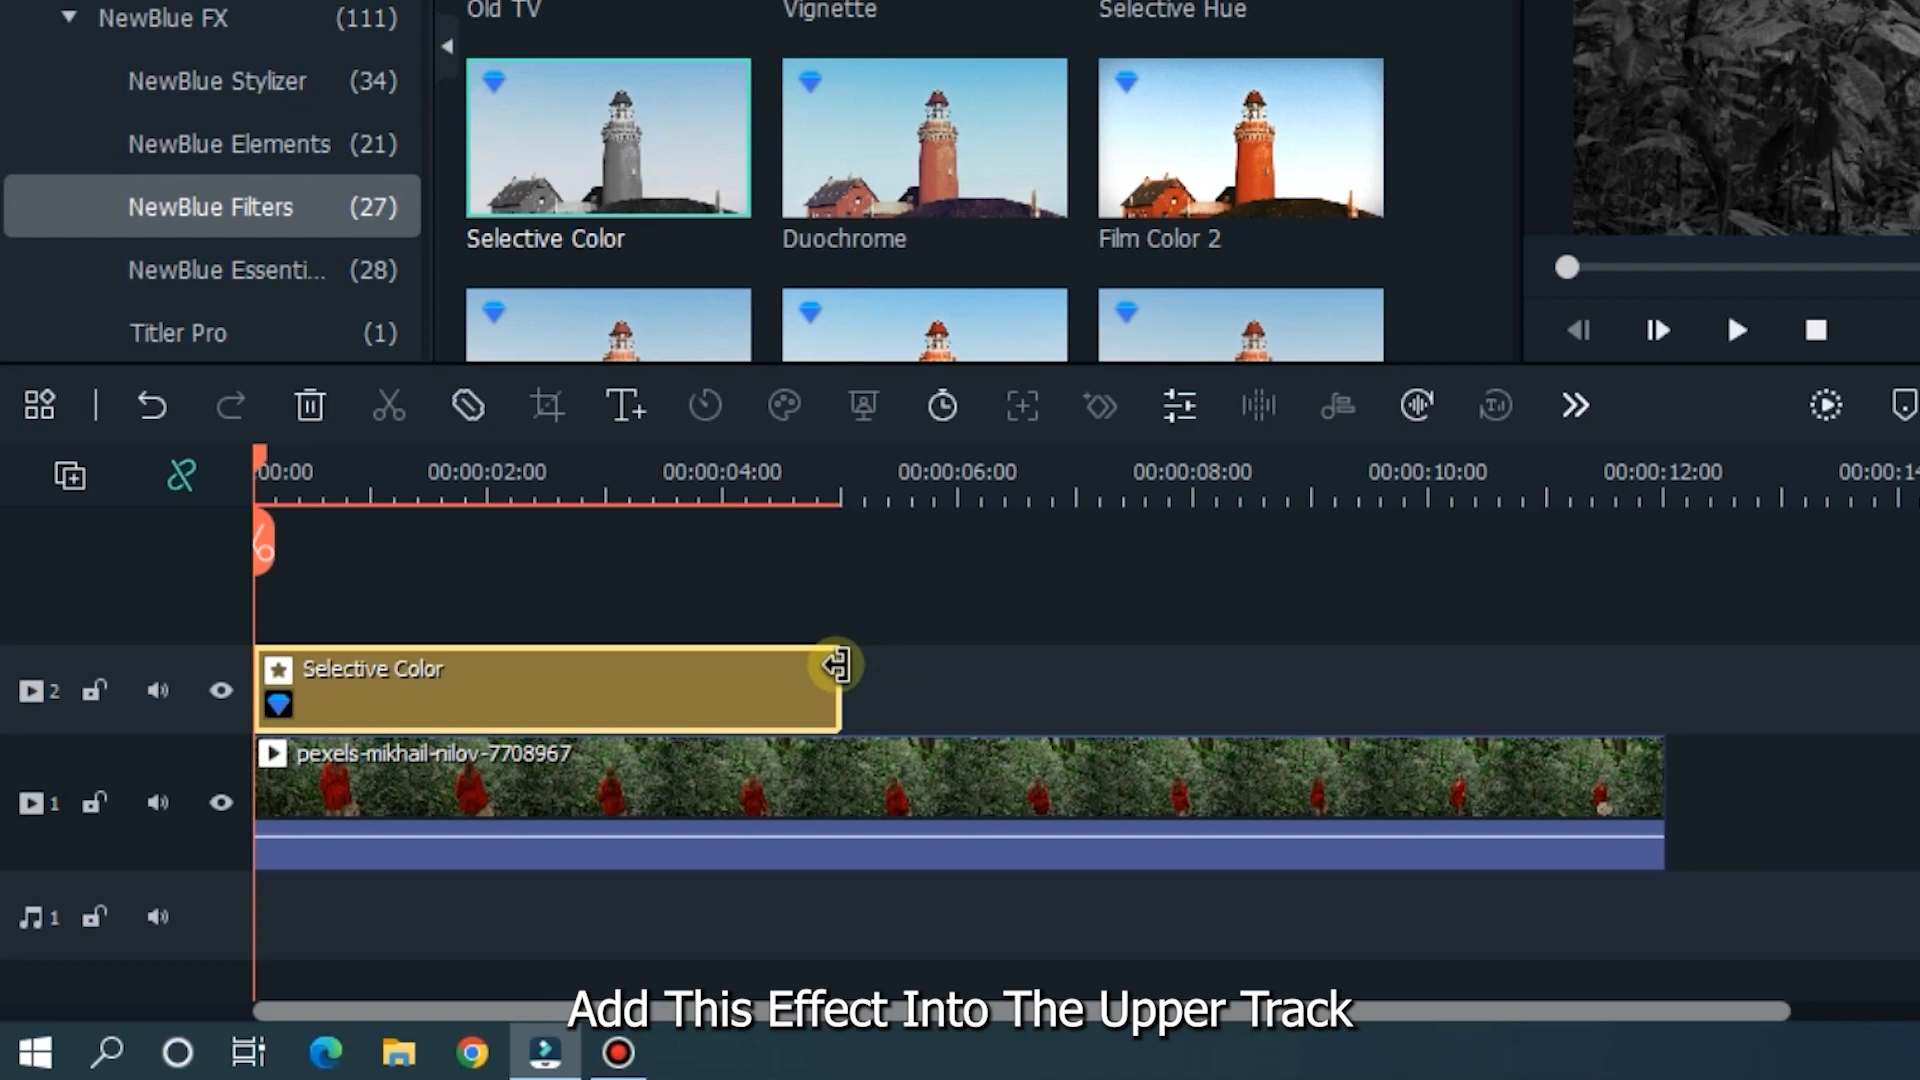 NewBlue FX (111)
NewBlue Stylizer (34)
NewBlue Elements (21)
NewBlue Filters (27)
NewBlue Essenti... (28)
Titler Pro (1)
Old TV Vignette Selective Hue
Selective Color Duochrome Film Color 2
00:00 00:00:02:00 00:00:04:00 00:00:06:00 00:00:08:00 00:00:10:00 00:00:12:00 00:00:14
2 Selective Color
1 pexels-mikhail-nilov-7708967
1
Add This Effect Into The Upper Track